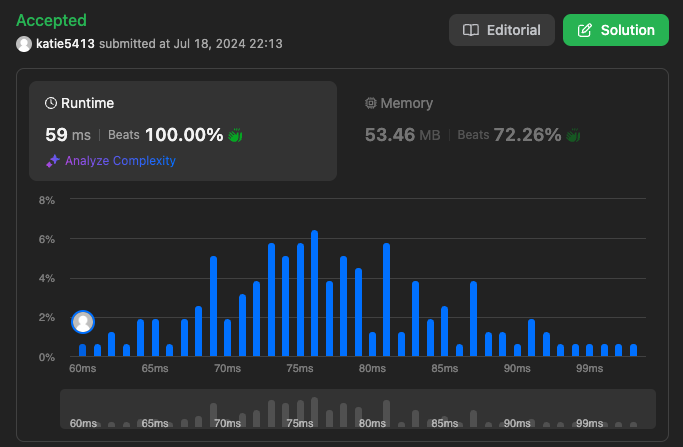 Accepted
katie5413 submitted at Jul 18, 2024 22:13
Editorial
Solution
Runtime
59 ms | Beats 100.00%
Analyze Complexity
Memory
53.46 MB | Beats 72.26%
8%
6%
4%
2%
0%
60ms 65ms 70ms 75ms 80ms 85ms 90ms 99ms
60ms 65ms 70ms 75ms 80ms 85ms 90ms 99ms